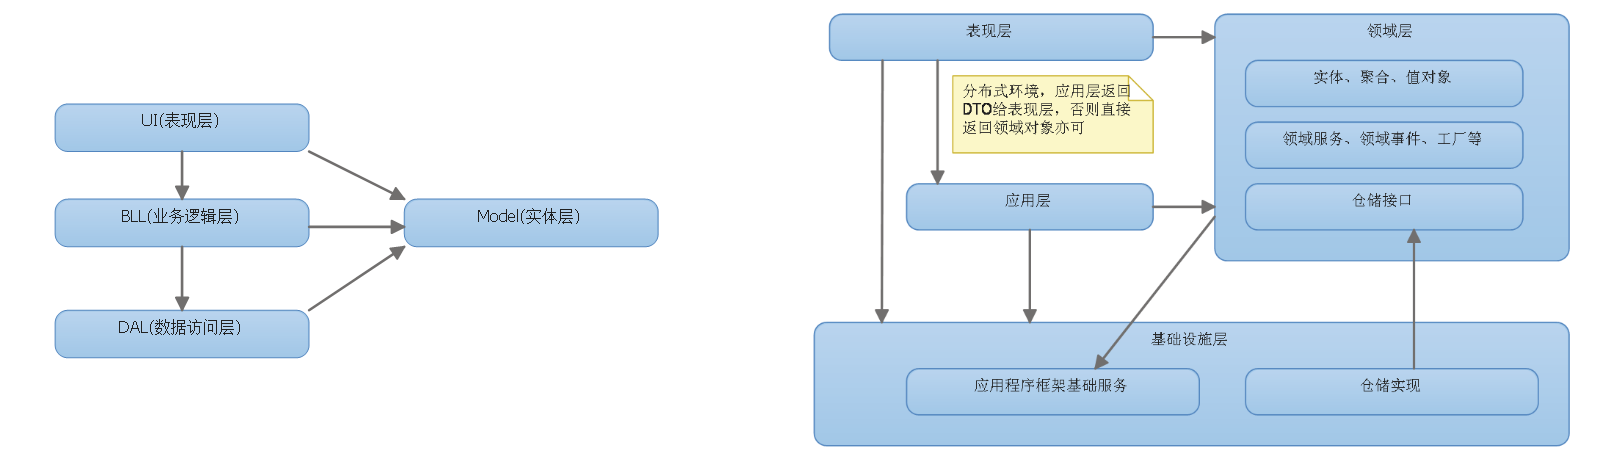 UI(表现层)
BLL(业务逻辑层)
Model(实体层)
DAL(数据访问层)
表现层
分布式环境，应用层返回
DTO给表现层，否则直接
返回领域对象亦可
应用层
领域层
实体、聚合、值对象
领域服务、领域事件、工厂等
仓储接口
基础设施层
应用程序框架基础服务
仓储实现